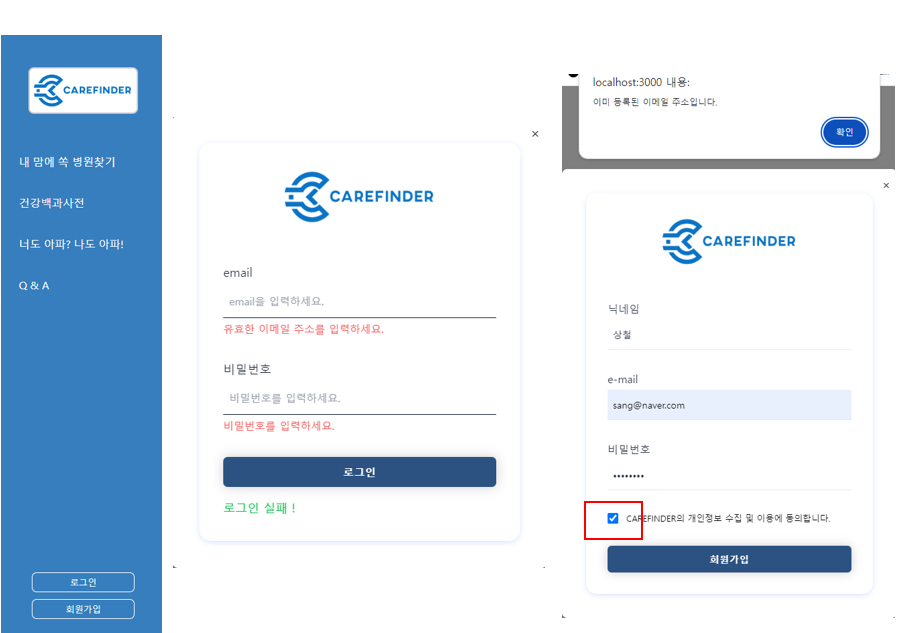 CAREFINDER
내 맘에 쏙 병원찾기
건강백과사전
너도 아파? 나도 아파!
Q & A
로그인
회원가입
×
CAREFINDER
email
email을 입력하세요.
유효한 이메일 주소를 입력하세요.
비밀번호
비밀번호를 입력하세요.
비밀번호를 입력하세요.
로그인
로그인 실패 !
localhost:3000 내용:
이미 등록된 이메일 주소입니다.
확인
×
CAREFINDER
닉네임
상철
e-mail
sang@naver.com
비밀번호
••••••••
CAREFINDER의 개인정보 수집 및 이용에 동의합니다.
회원가입